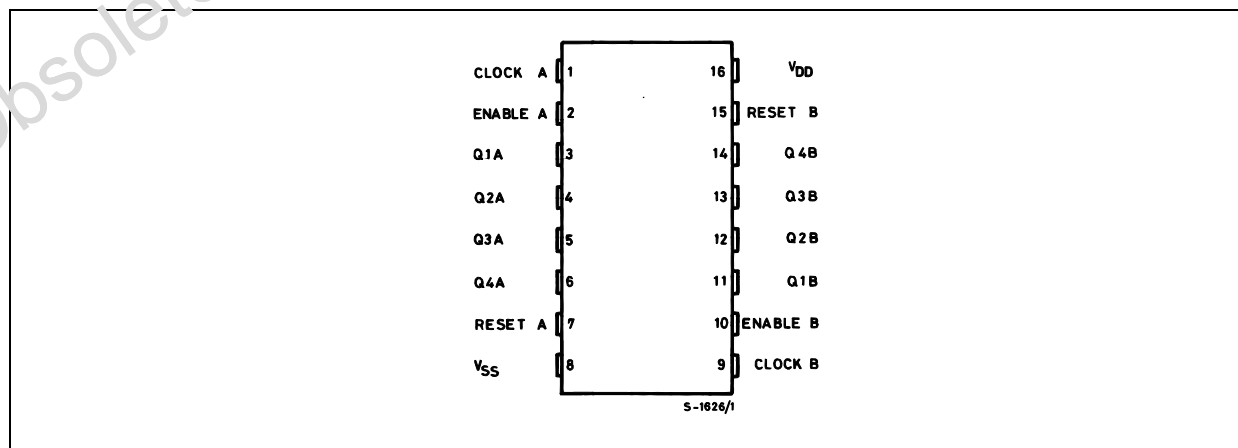 Obsolete
CLOCK A 1 16 VDD
ENABLE A 2 15 RESET B
Q1A 3 14 Q4B
Q2A 4 13 Q3B
Q3A 5 12 Q2B
Q4A 6 11 Q1B
RESET A 7 10 ENABLE B
VSS 8 9 CLOCK B
S-1626/1